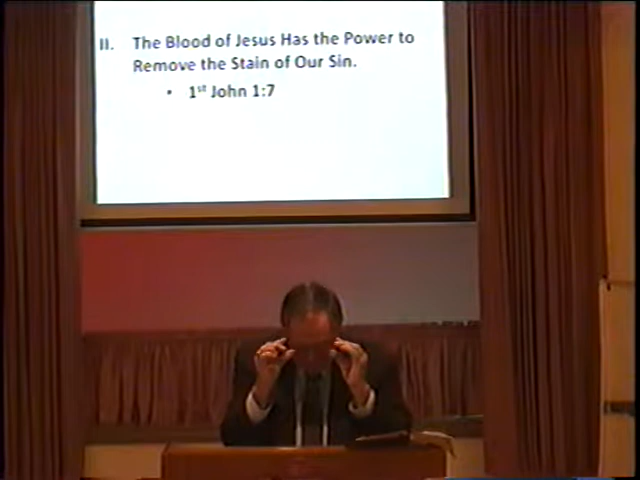 II. The Blood of Jesus Has the Power to
Remove the Stain of Our Sin.
• 1st John 1:7